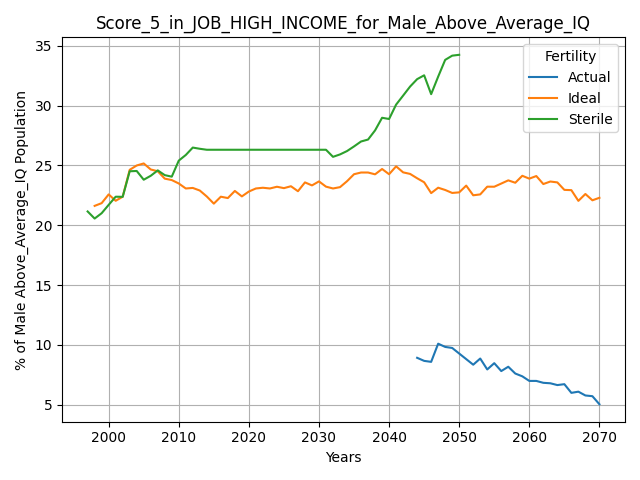 Score_5_in_JOB_HIGH_INCOME_for_Male_Above_Average_IQ
Fertility
Actual
Ideal
Sterile
% of Male Above_Average_IQ Population
35
30
25
20
15
10
5
2000 2010 2020 2030 2040 2050 2060 2070
Years